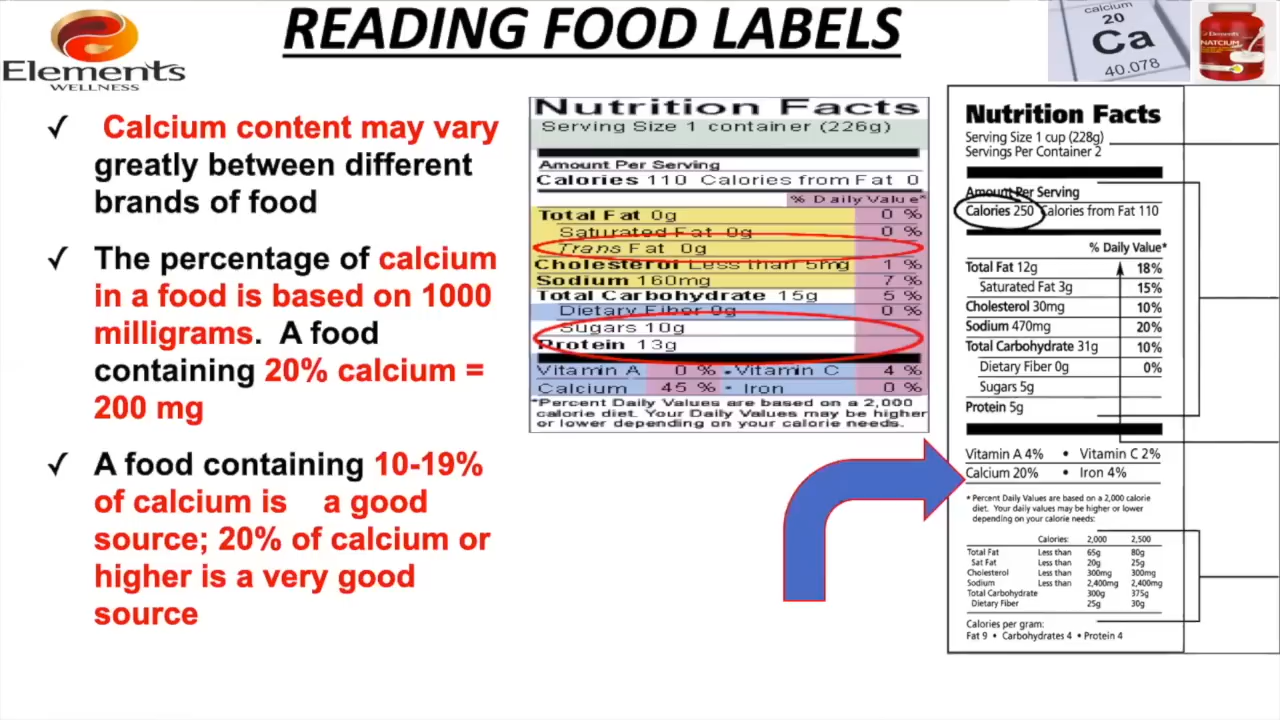 READING FOOD LABELS
Elements
WELLNESS
calcium
20
Ca
40.078
Elements
NATCIUM
✓ Calcium content may vary
greatly between different
brands of food
✓ The percentage of calcium
in a food is based on 1000
milligrams. A food
containing 20% calcium =
200 mg
✓ A food containing 10-19%
of calcium is a good
source; 20% of calcium or
higher is a very good
source
Nutrition Facts
Serving Size 1 container (226g)
Amount Per Serving
Calories 110 Calories from Fat 0
% Daily Value*
Total Fat 0g 0 %
Saturated Fat 0g 0 %
Trans Fat 0g
Cholesterol Less than 5mg 1 %
Sodium 160mg 7 %
Total Carbohydrate 15g 5 %
Dietary Fiber 0g 0 %
Sugars 10g
Protein 13g
Vitamin A 0 % • Vitamin C 4 %
Calcium 45 % • Iron 0 %
*Percent Daily Values are based on a 2,000
calorie diet. Your Daily Values may be higher
or lower depending on your calorie needs.
Nutrition Facts
Serving Size 1 cup (228g)
Servings Per Container 2
Amount Per Serving
Calories 250 Calories from Fat 110
% Daily Value*
Total Fat 12g 18%
Saturated Fat 3g 15%
Cholesterol 30mg 10%
Sodium 470mg 20%
Total Carbohydrate 31g 10%
Dietary Fiber 0g 0%
Sugars 5g
Protein 5g
Vitamin A 4% • Vitamin C 2%
Calcium 20% • Iron 4%
* Percent Daily Values are based on a 2,000 calorie
diet. Your daily values may be higher or lower
depending on your calorie needs:
Calories: 2,000 2,500
Total Fat Less than 65g 80g
Sat Fat Less than 20g 25g
Cholesterol Less than 300mg 300mg
Sodium Less than 2,400mg 2,400mg
Total Carbohydrate 300g 375g
Dietary Fiber 25g 30g
Calories per gram:
Fat 9 • Carbohydrates 4 • Protein 4